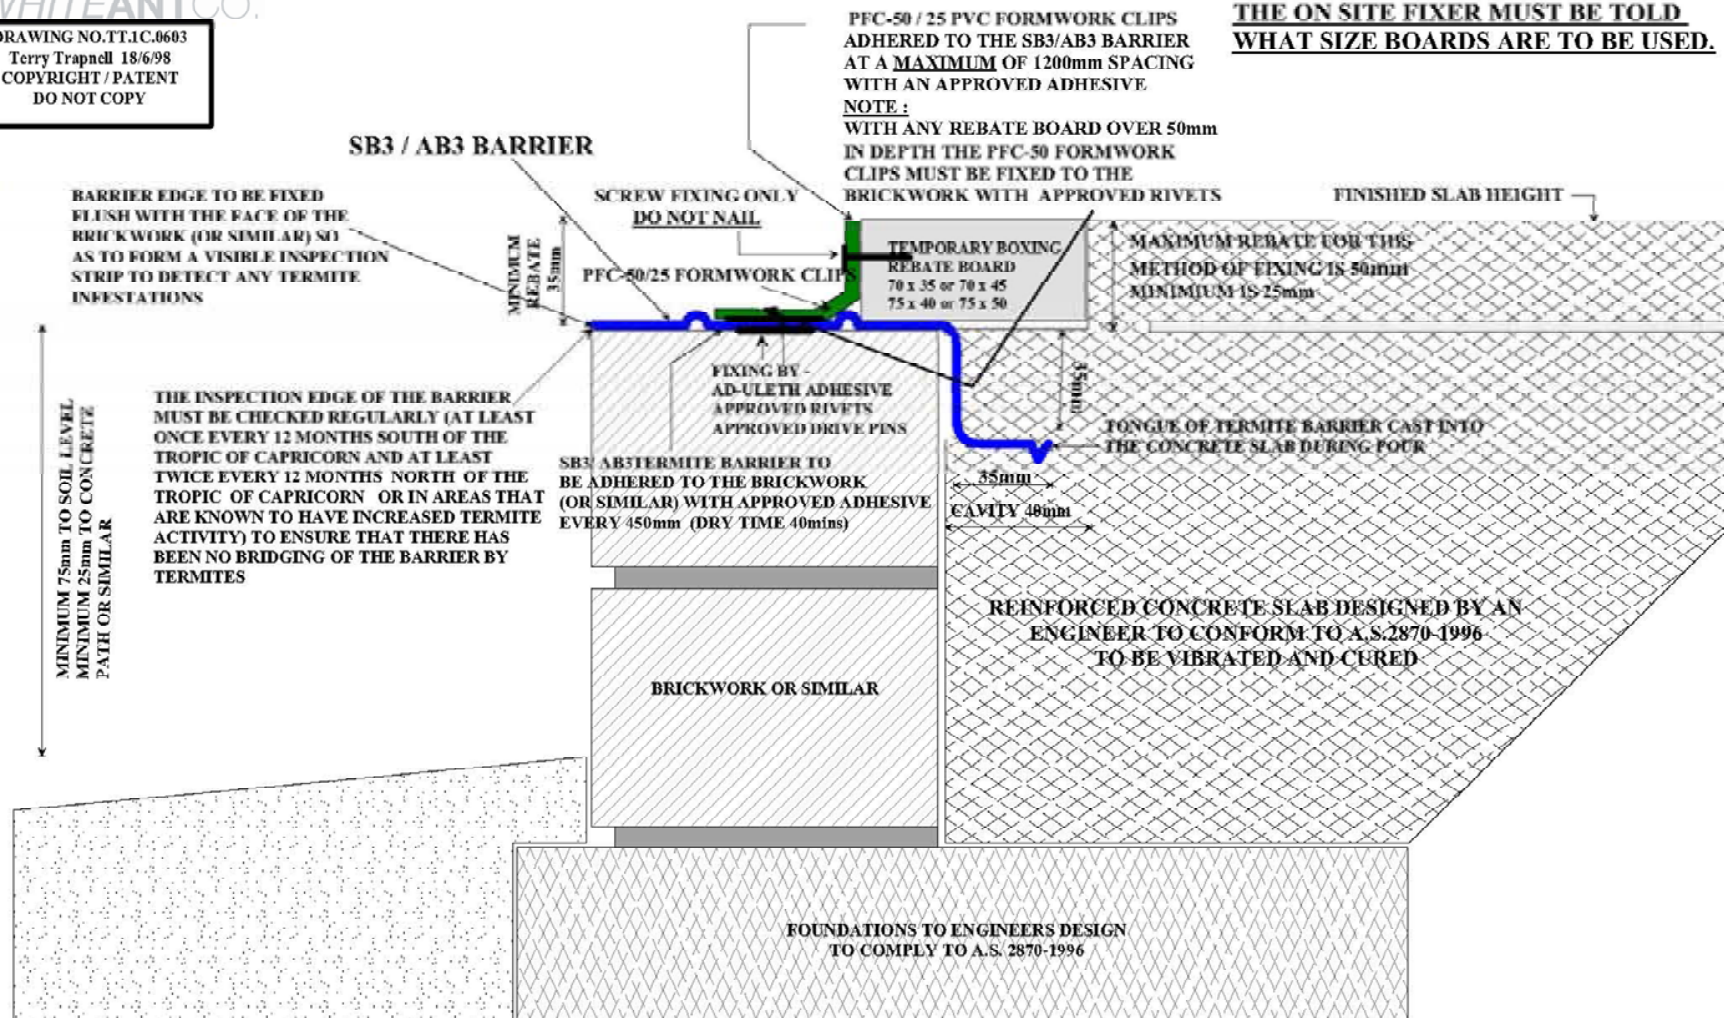 WHITEANTCO.
DRAWING NO.TT.1C.0603
Terry Trapnell 18/6/98
COPYRIGHT / PATENT
DO NOT COPY
PFC-50 / 25 PVC FORMWORK CLIPS
ADHERED TO THE SB3/AB3 BARRIER
AT A MAXIMUM OF 1200mm SPACING
WITH AN APPROVED ADHESIVE
NOTE :
WITH ANY REBATE BOARD OVER 50mm
IN DEPTH THE PFC-50 FORMWORK
CLIPS MUST BE FIXED TO THE
BRICKWORK WITH APPROVED RIVETS
THE ON SITE FIXER MUST BE TOLD
WHAT SIZE BOARDS ARE TO BE USED.
SB3 / AB3 BARRIER
BARRIER EDGE TO BE FIXED
FLUSH WITH THE FACE OF THE
BRICKWORK (OR SIMILAR) SO
AS TO FORM A VISIBLE INSPECTION
STRIP TO DETECT ANY TERMITE
INFESTATIONS
SCREW FIXING ONLY
DO NOT NAIL
FINISHED SLAB HEIGHT
MINIMUM
REBATE
35mm
PFC-50/25 FORMWORK CLIPS
TEMPORARY BOXING
REBATE BOARD
70 x 35 or 70 x 45
75 x 40 or 75 x 50
MAXIMUM REBATE FOR THIS
METHOD OF FIXING IS 50mm
MINIMIUM IS 25mm
FIXING BY -
AD-ULETH ADHESIVE
APPROVED RIVETS
APPROVED DRIVE PINS
35mm
THE INSPECTION EDGE OF THE BARRIER
MUST BE CHECKED REGULARLY (AT LEAST
ONCE EVERY 12 MONTHS SOUTH OF THE
TROPIC OF CAPRICORN AND AT LEAST
TWICE EVERY 12 MONTHS NORTH OF THE
TROPIC OF CAPRICORN OR IN AREAS THAT
ARE KNOWN TO HAVE INCREASED TERMITE
ACTIVITY) TO ENSURE THAT THERE HAS
BEEN NO BRIDGING OF THE BARRIER BY
TERMITES
SB3/ AB3TERMITE BARRIER TO
BE ADHERED TO THE BRICKWORK
(OR SIMILAR) WITH APPROVED ADHESIVE
EVERY 450mm (DRY TIME 40mins)
TONGUE OF TERMITE BARRIER CAST INTO
THE CONCRETE SLAB DURING POUR
35mm
CAVITY 40mm
MINIMUM 75mm TO SOIL LEVEL
MINIMUM 25mm TO CONCRETE
PATH OR SIMILAR
REINFORCED CONCRETE SLAB DESIGNED BY AN
ENGINEER TO CONFORM TO A.S.2870-1996
TO BE VIBRATED AND CURED
BRICKWORK OR SIMILAR
FOUNDATIONS TO ENGINEERS DESIGN
TO COMPLY TO A.S. 2870-1996